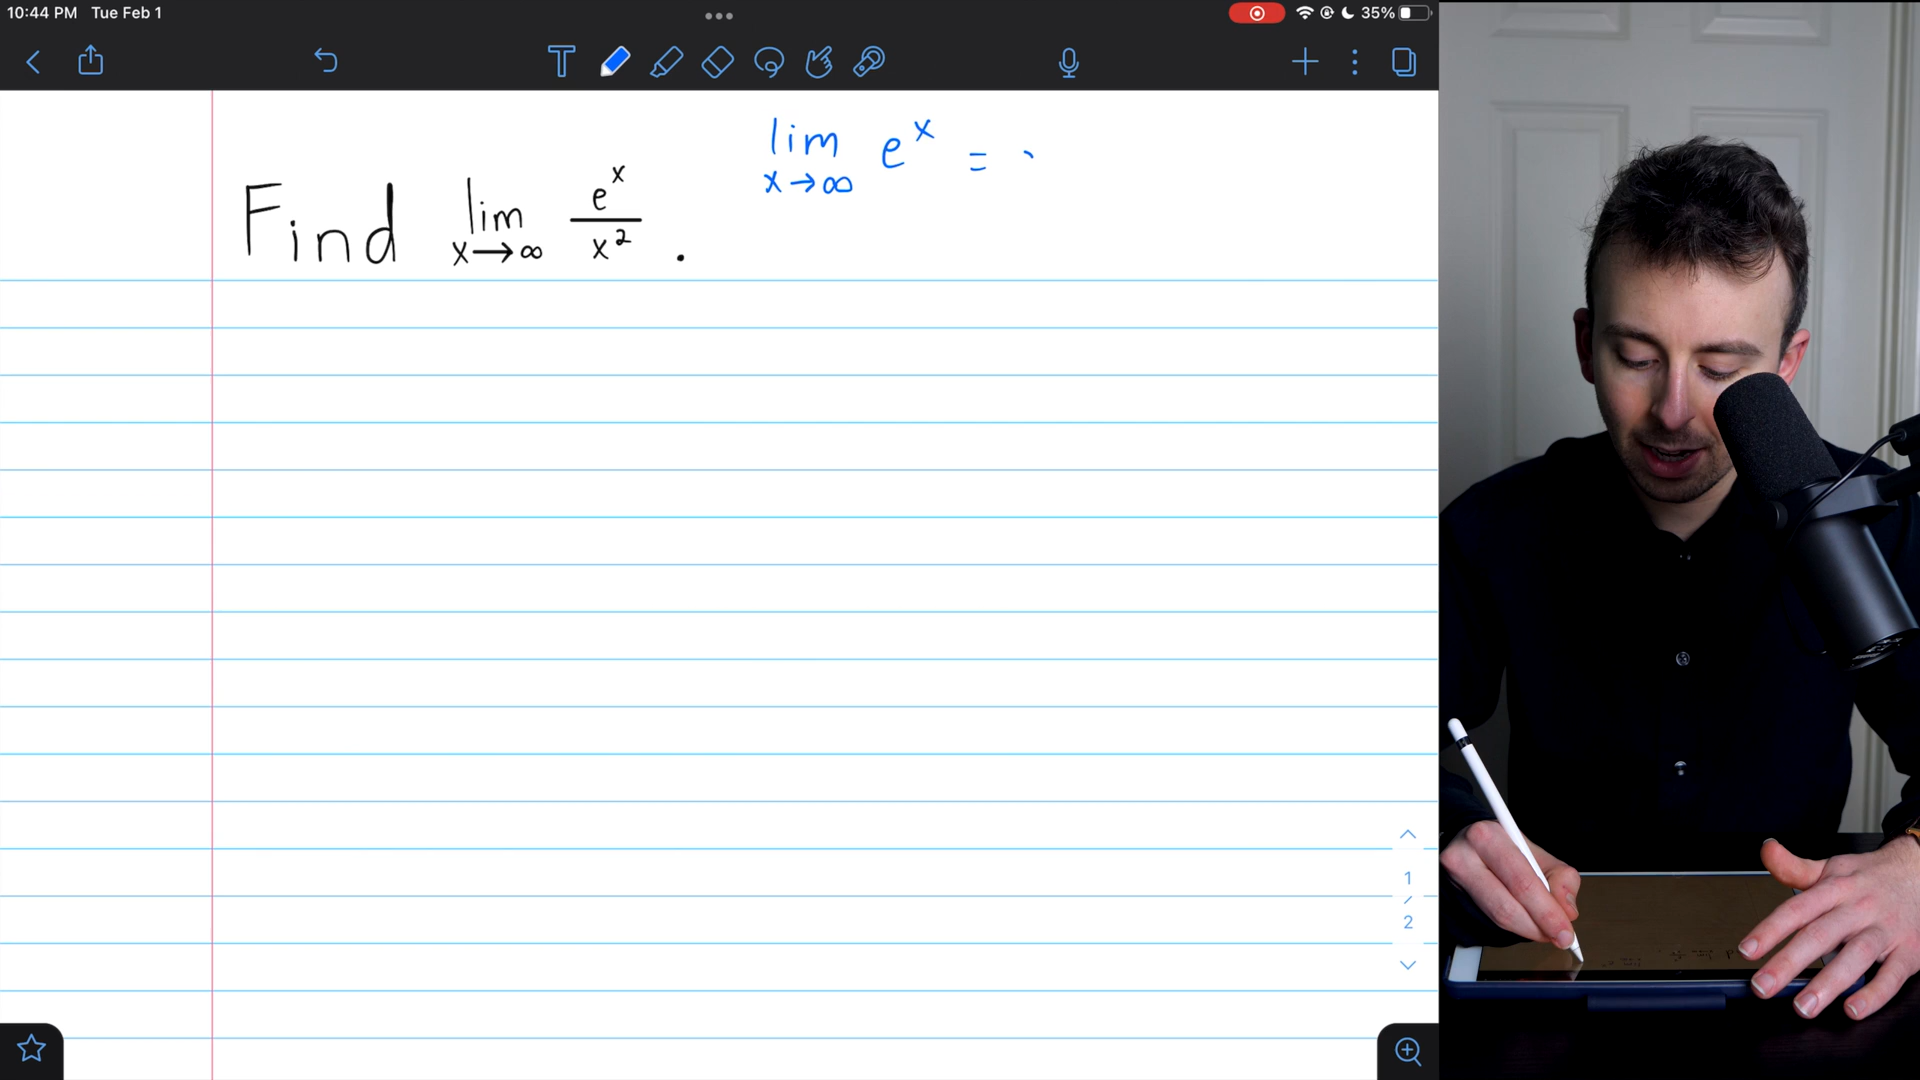 10:44 PM Tue Feb 1
35%
lim e^x =
x→∞
Find lim e^x/x^2 .
x→∞
1
/
2